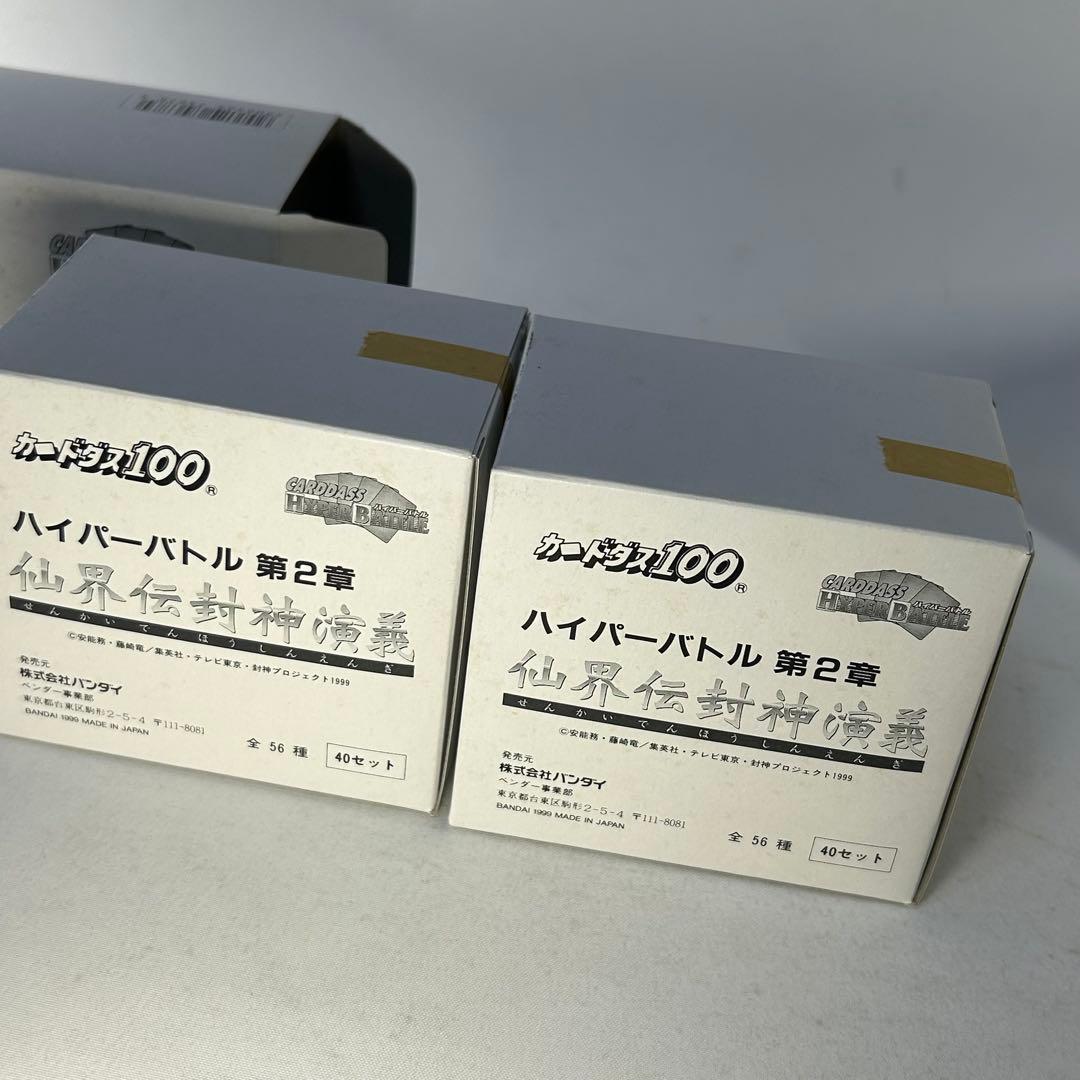 カードダス100®
CARDDASS
ハイパーバトル
HYPER BATTLE
ハイパーバトル 第2章
仙界伝封神演義
せんかいでんほうしんえんぎ
©安能務・藤崎竜/集英社・テレビ東京・封神プロジェクト1999
発売元
株式会社バンダイ
ベンダー事業部
東京都台東区駒形2-5-4 〒111-8081
BANDAI 1999 MADE IN JAPAN
全 56 種
40セット
カードダス100®
CARDDASS
ハイパーバトル
HYPER BATTLE
ハイパーバトル 第2章
仙界伝封神演義
せんかいでんほうしんえんぎ
©安能務・藤崎竜/集英社・テレビ東京・封神プロジェクト1999
発売元
株式会社バンダイ
ベンダー事業部
東京都台東区駒形2-5-4 〒111-8081
BANDAI 1999 MADE IN JAPAN
全 56 種
40セット